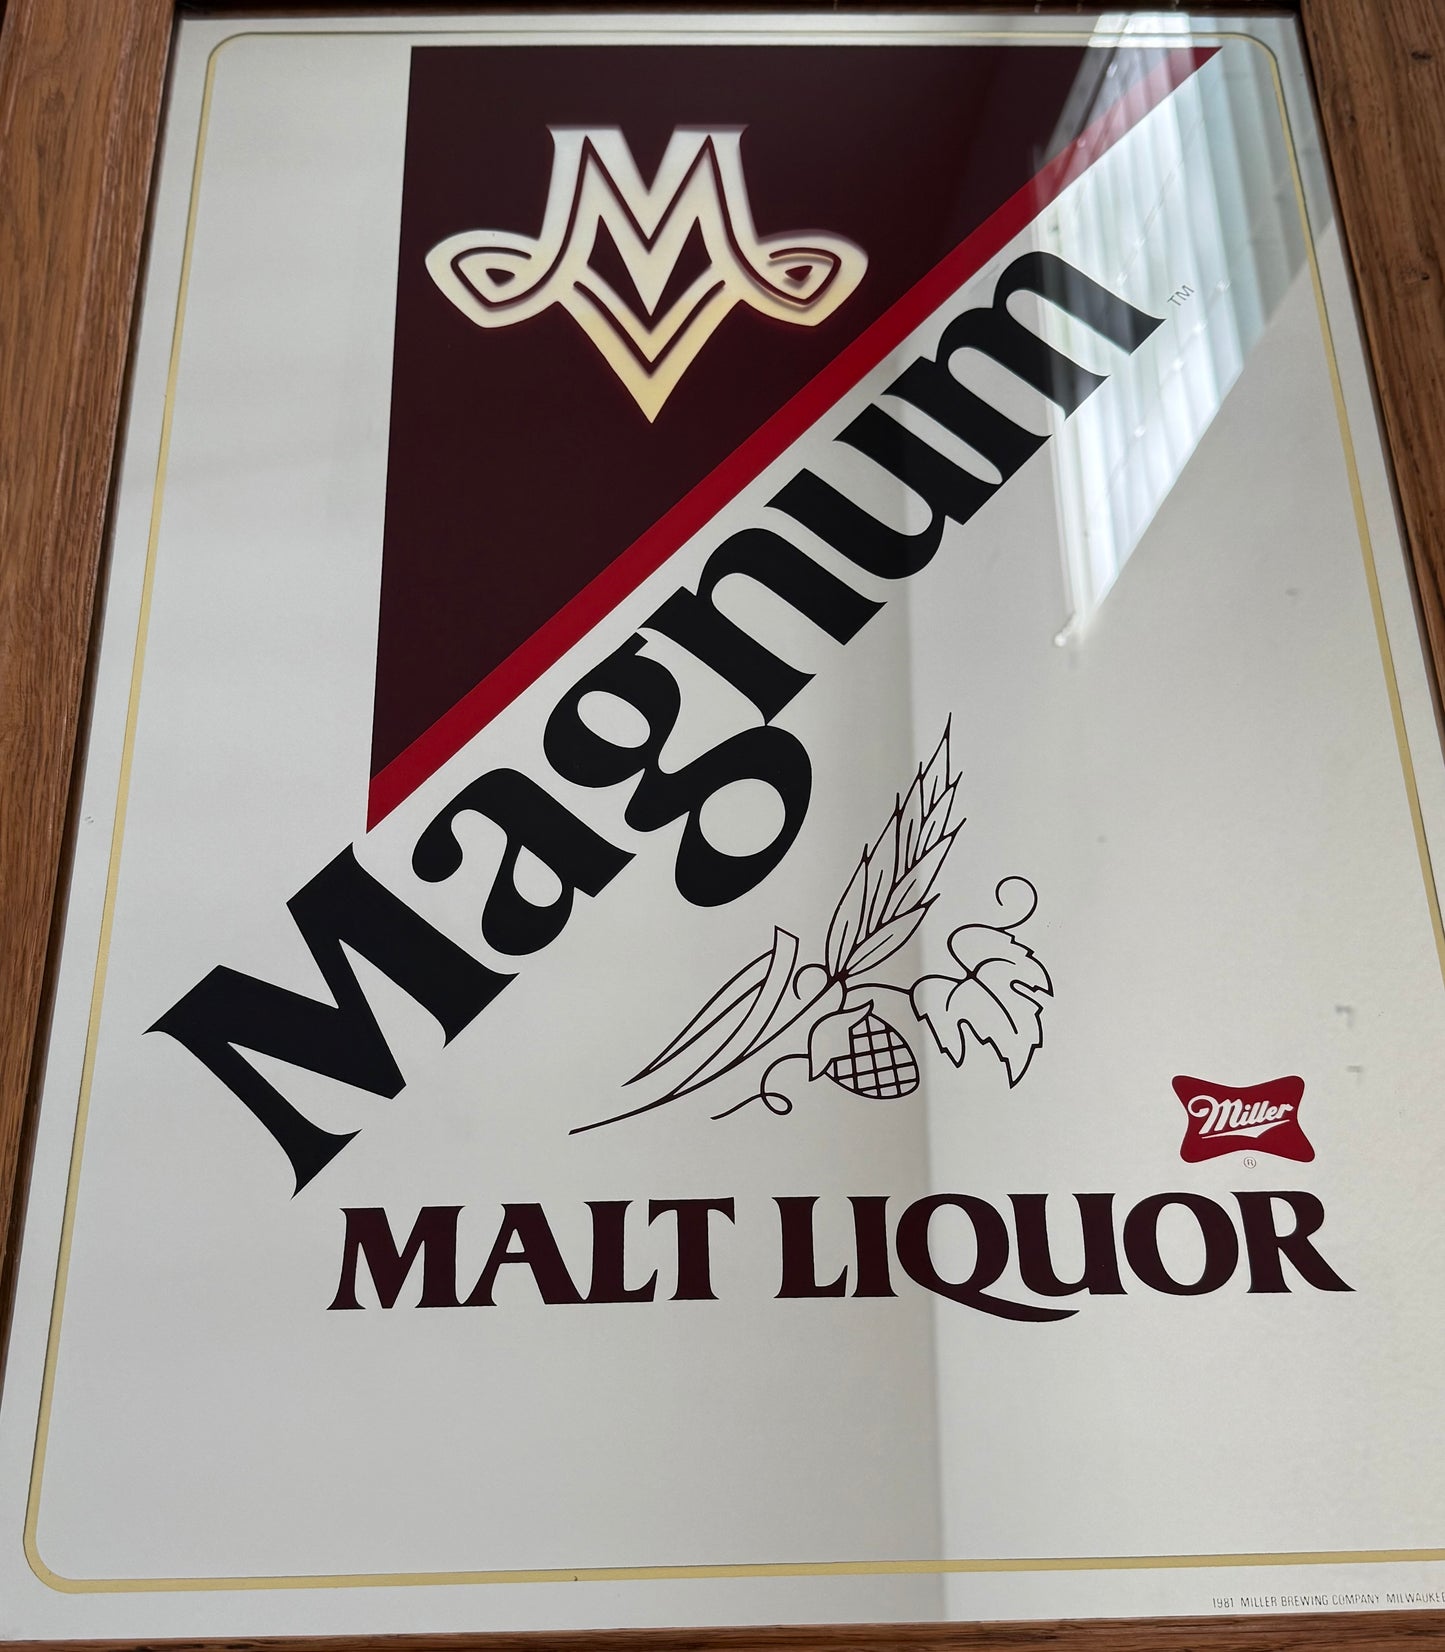 M
Magnum™
Miller
®
MALT LIQUOR
1981 MILLER BREWING COMPANY MILWAUKEE